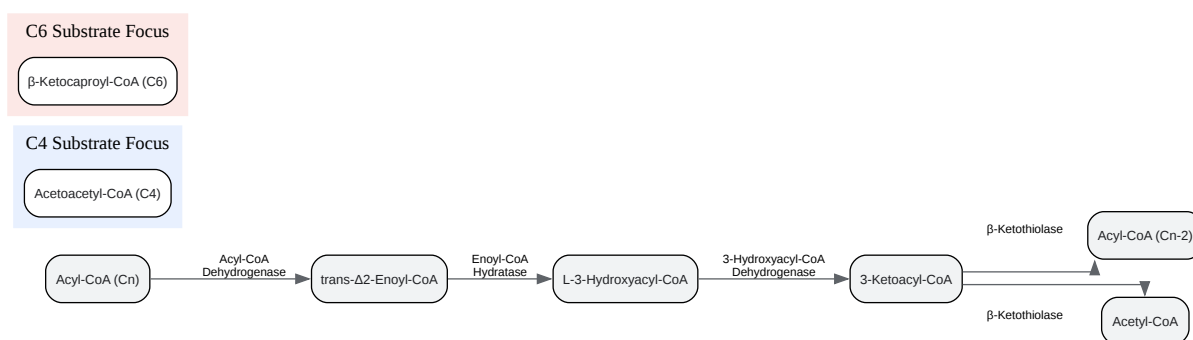 C6 Substrate Focus
β-Ketocaproyl-CoA (C6)
C4 Substrate Focus
Acetoacetyl-CoA (C4)
Acyl-CoA (Cn)
Acyl-CoA
Dehydrogenase
trans-Δ2-Enoyl-CoA
Enoyl-CoA
Hydratase
L-3-Hydroxyacyl-CoA
3-Hydroxyacyl-CoA
Dehydrogenase
3-Ketoacyl-CoA
β-Ketothiolase
Acyl-CoA (Cn-2)
β-Ketothiolase
Acetyl-CoA